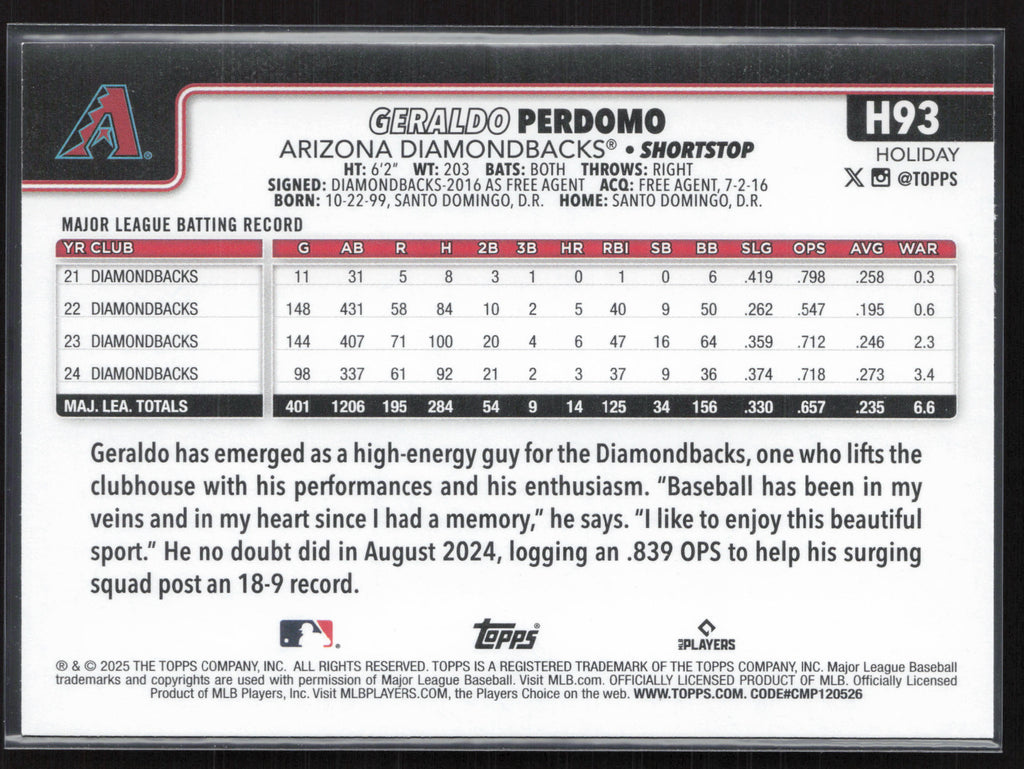 A®
GERALDO PERDOMO
H93
ARIZONA DIAMONDBACKS® • SHORTSTOP
HOLIDAY
HT: 6'2" WT: 203 BATS: BOTH THROWS: RIGHT
@TOPPS
SIGNED: DIAMONDBACKS-2016 AS FREE AGENT ACQ: FREE AGENT, 7-2-16
BORN: 10-22-99, SANTO DOMINGO, D.R. HOME: SANTO DOMINGO, D.R.
MAJOR LEAGUE BATTING RECORD
YR CLUB G AB R H 2B 3B HR RBI SB BB SLG OPS AVG WAR
21 DIAMONDBACKS 11 31 5 8 3 1 0 1 0 6 .419 .798 .258 0.3
22 DIAMONDBACKS 148 431 58 84 10 2 5 40 9 50 .262 .547 .195 0.6
23 DIAMONDBACKS 144 407 71 100 20 4 6 47 16 64 .359 .712 .246 2.3
24 DIAMONDBACKS 98 337 61 92 21 2 3 37 9 36 .374 .718 .273 3.4
MAJ. LEA. TOTALS 401 1206 195 284 54 9 14 125 34 156 .330 .657 .235 6.6
Geraldo has emerged as a high-energy guy for the Diamondbacks, one who lifts the
clubhouse with his performances and his enthusiasm. "Baseball has been in my
veins and in my heart since I had a memory," he says. "I like to enjoy this beautiful
sport." He no doubt did in August 2024, logging an .839 OPS to help his surging
squad post an 18-9 record.
Topps®
MLB PLAYERS
® & © 2025 THE TOPPS COMPANY, INC. ALL RIGHTS RESERVED. TOPPS IS A REGISTERED TRADEMARK OF THE TOPPS COMPANY, INC. Major League Baseball
trademarks and copyrights are used with permission of Major League Baseball. Visit MLB.com. OFFICIALLY LICENSED PRODUCT OF MLB. Officially Licensed
Product of MLB Players, Inc. Visit MLBPLAYERS.COM, the Players Choice on the web. WWW.TOPPS.COM. CODE#CMP120526